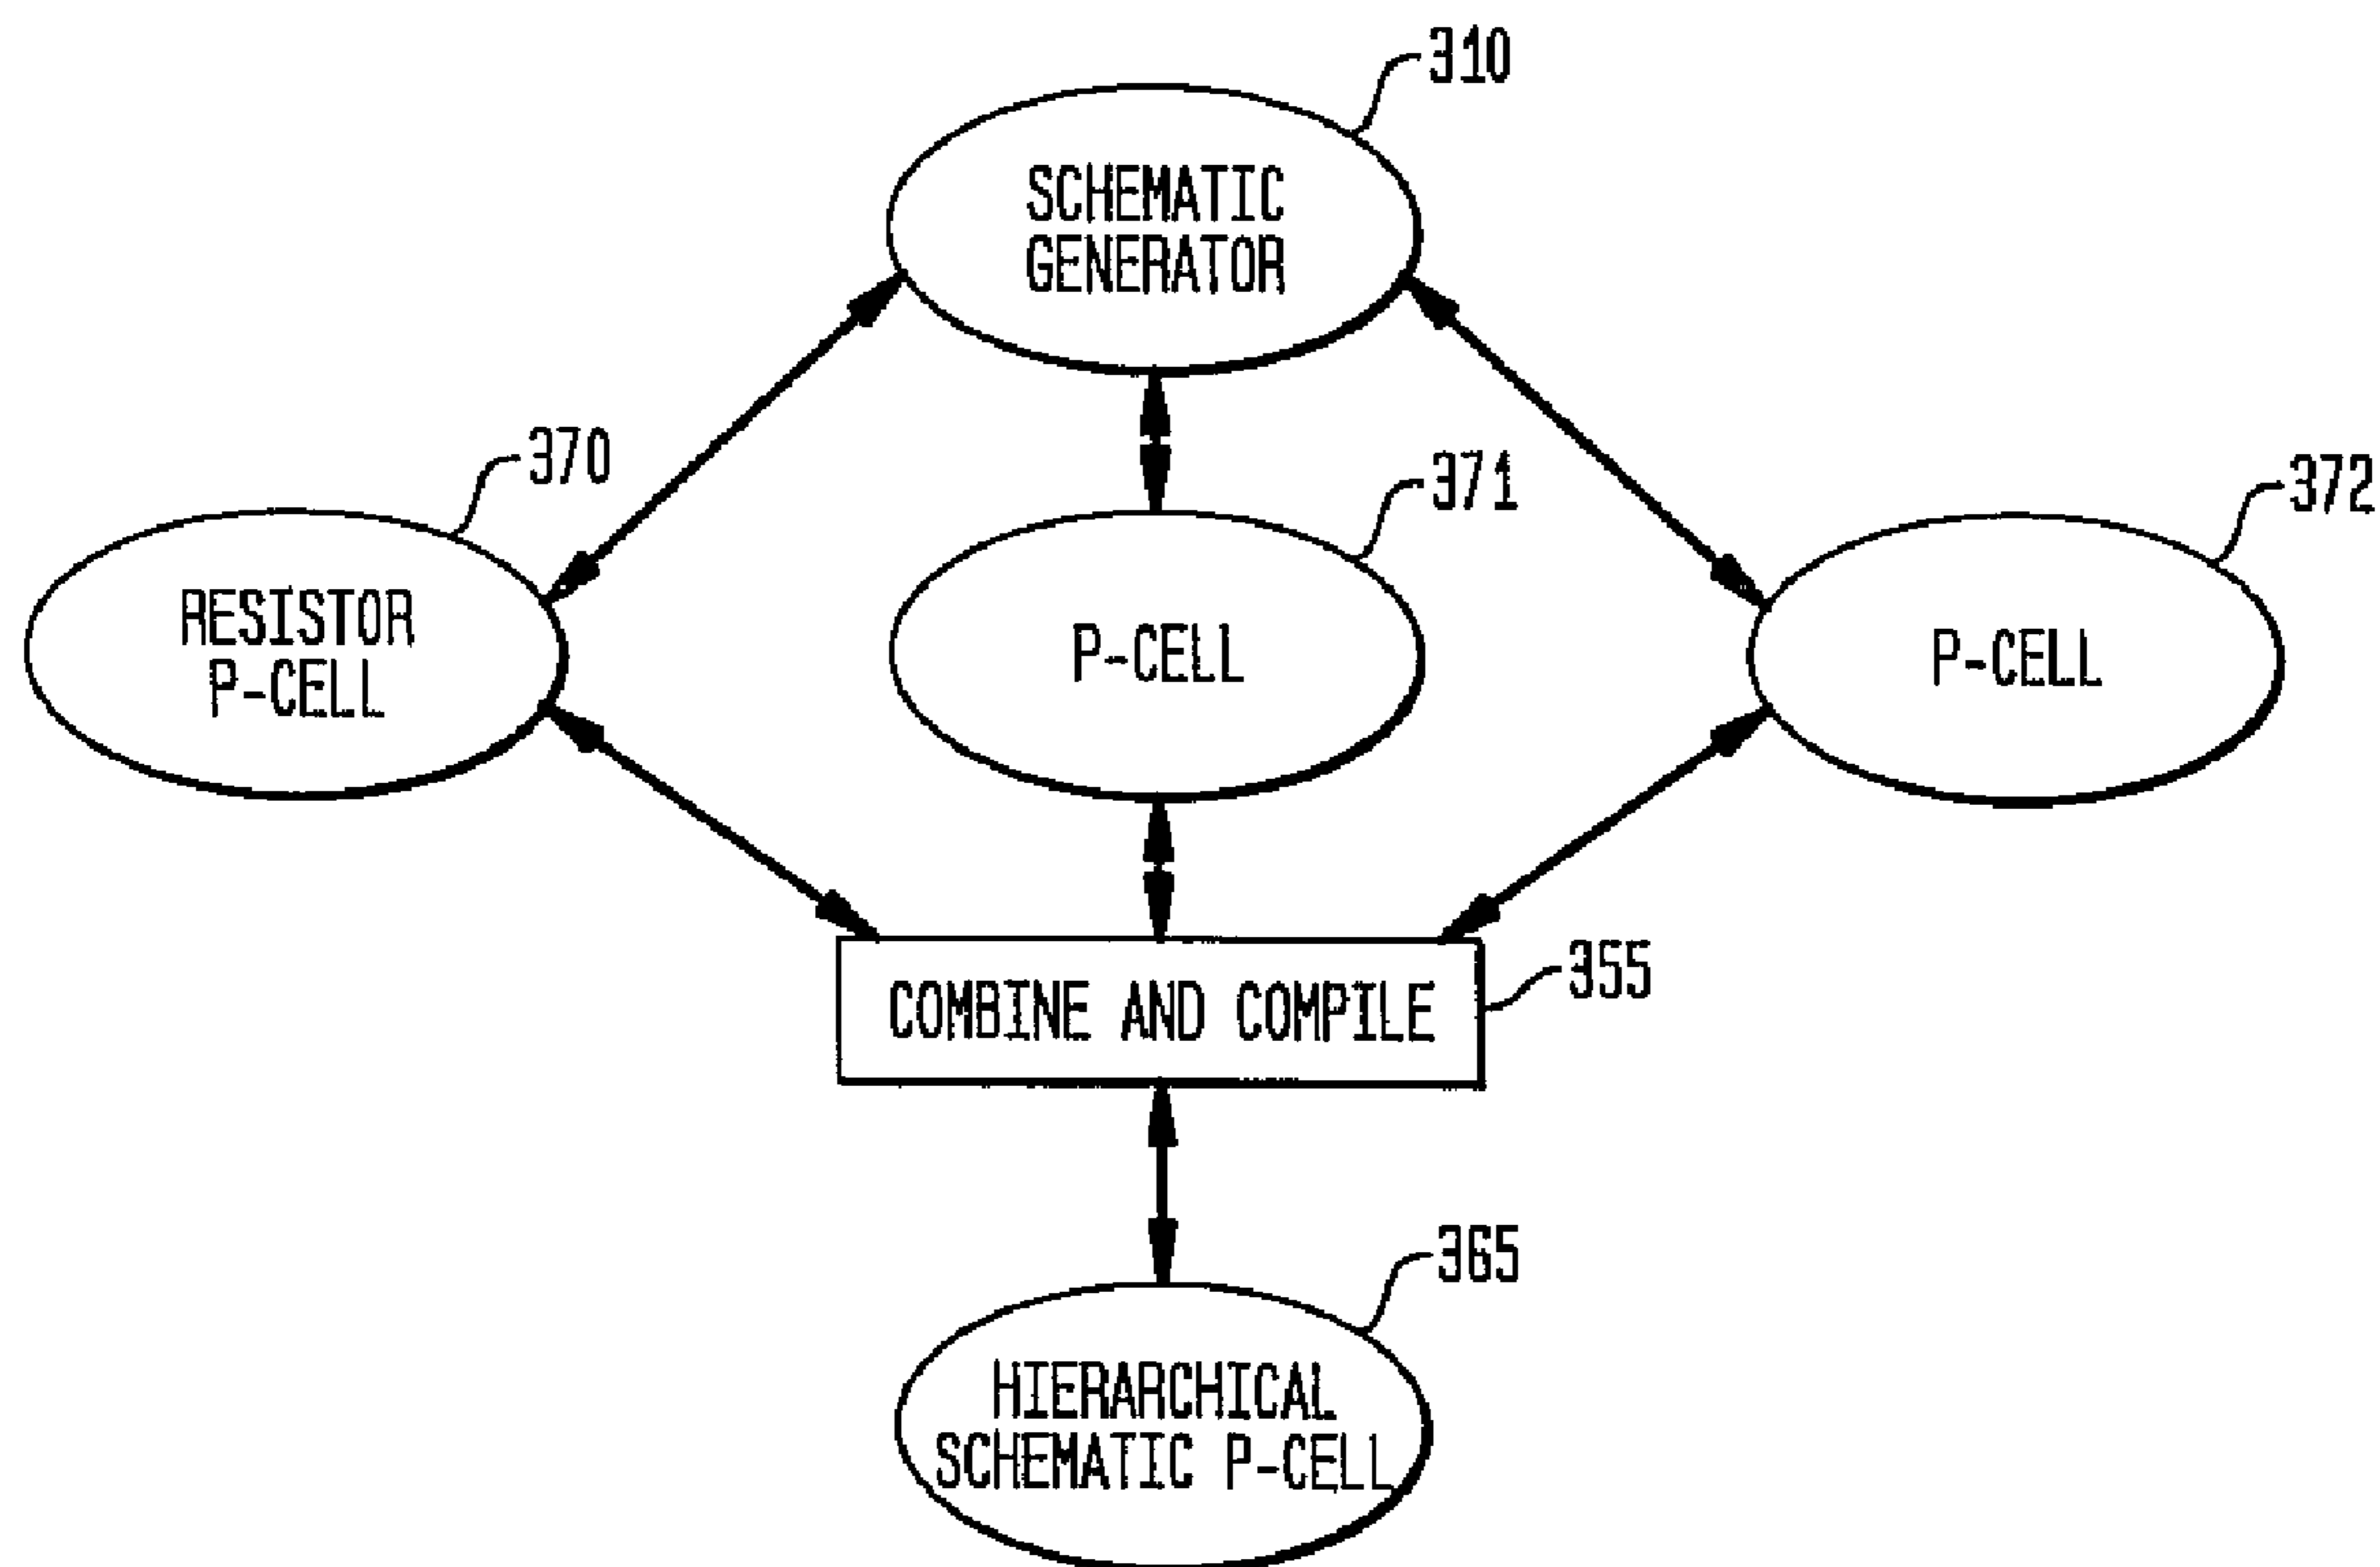 310
SCHEMATIC
GENERATOR
370
371
372
RESISTOR
P-CELL
P-CELL
P-CELL
355
COMBINE AND COMPILE
365
HIERARCHICAL
SCHEMATIC P-CELL